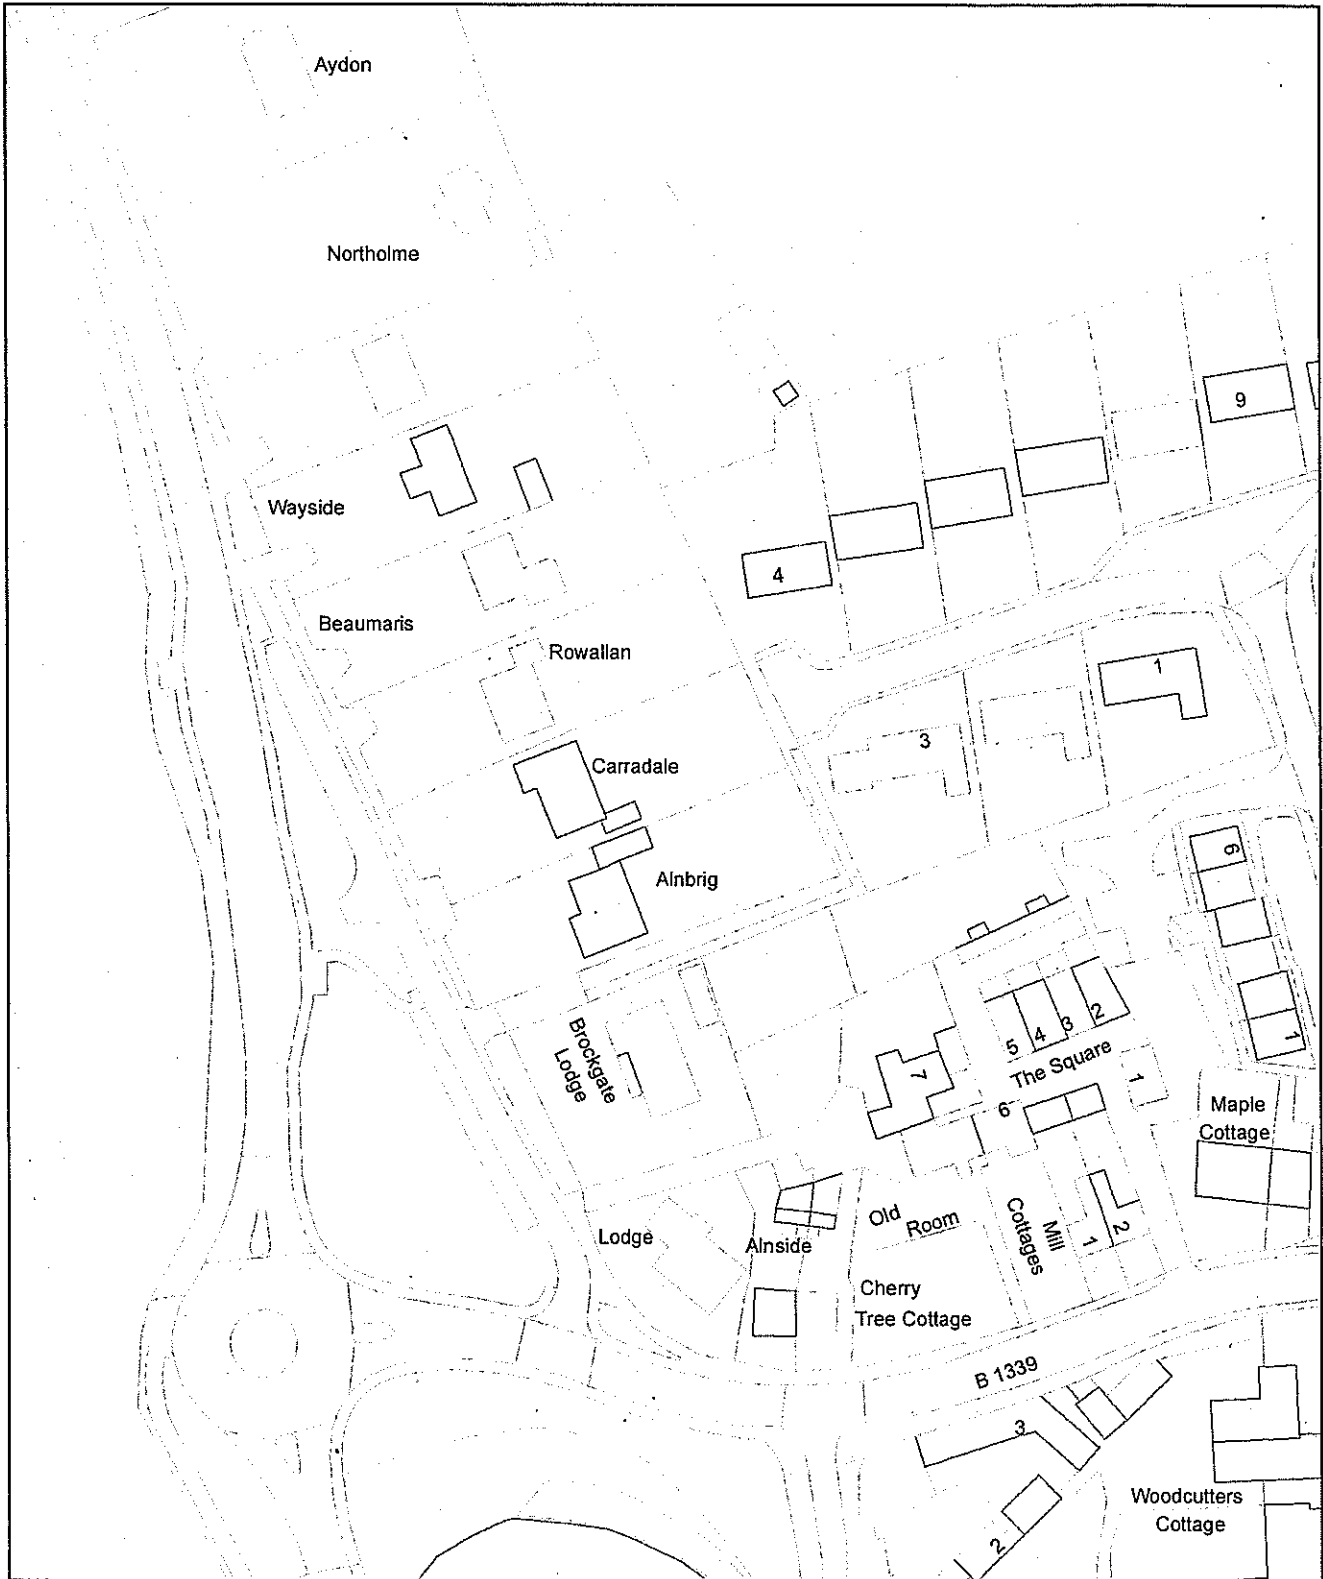 Aydon
Northolme
9
Wayside
4
Beaumaris
Rowallan
1
3
Carradale
6
Alnbrig
5
4
3
2
The Square
7
Brockgate
Lodge
6
1
1
Maple
Cottage
Old
Room
Mill
Cottages
1
2
Lodge
Alnside
Cherry
Tree Cottage
B 1339
3
2
Woodcutters
Cottage